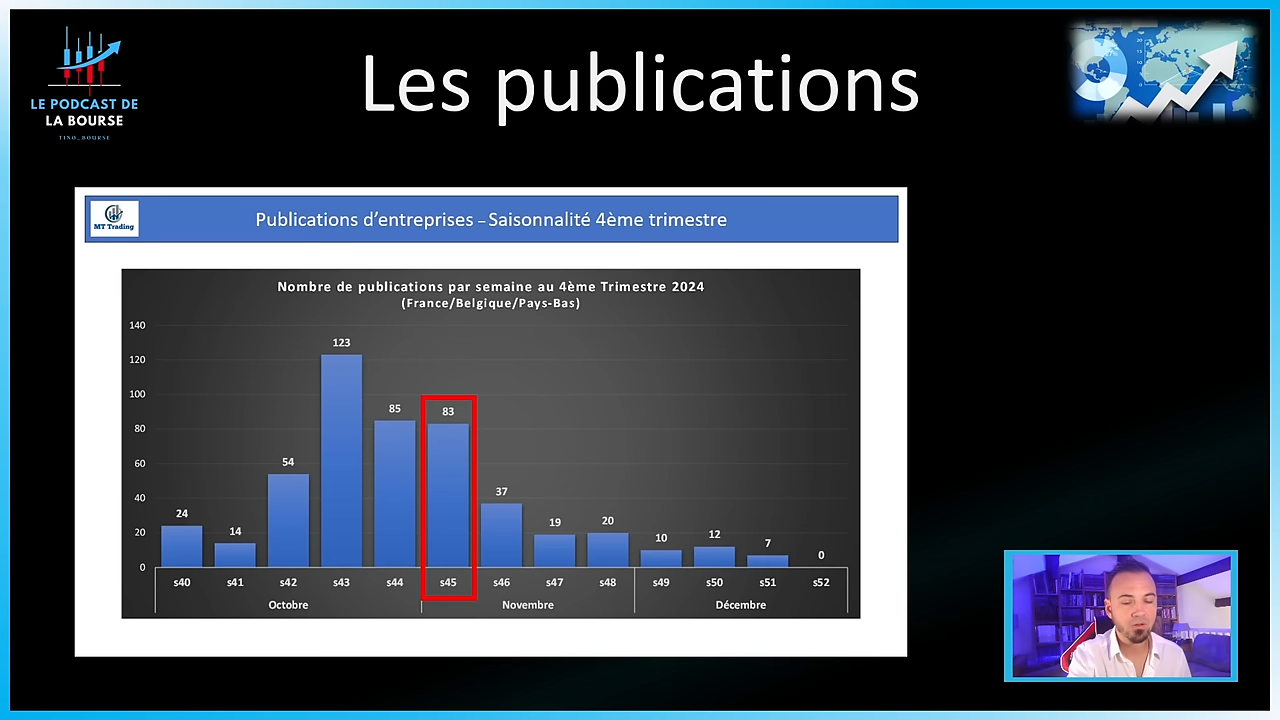 LE PODCAST DE
LA BOURSE
TINO_BOURSE
Les publications
MT Trading
Publications d'entreprises – Saisonnalité 4ème trimestre
Nombre de publications par semaine au 4ème Trimestre 2024
(France/Belgique/Pays-Bas)
140
120
100
80
60
40
20
0
24
14
54
123
85
83
37
19
20
10
12
7
0
s40 s41 s42 s43 s44 s45 s46 s47 s48 s49 s50 s51 s52
Octobre Novembre Décembre